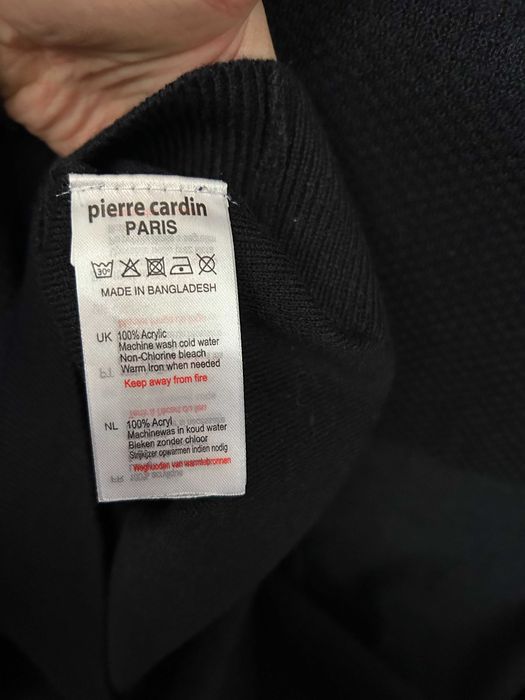 pierre cardin
PARIS
30°
MADE IN BANGLADESH
UK 100% Acrylic
Machine wash cold water
Non-Chlorine bleach
Warm Iron when needed
Keep away from fire
NL 100% Acryl
Machinewas in koud water
Bieken zonder chloor
Strijkijzer opwarmen indien nodig
Weghuoden van warmtebronnen